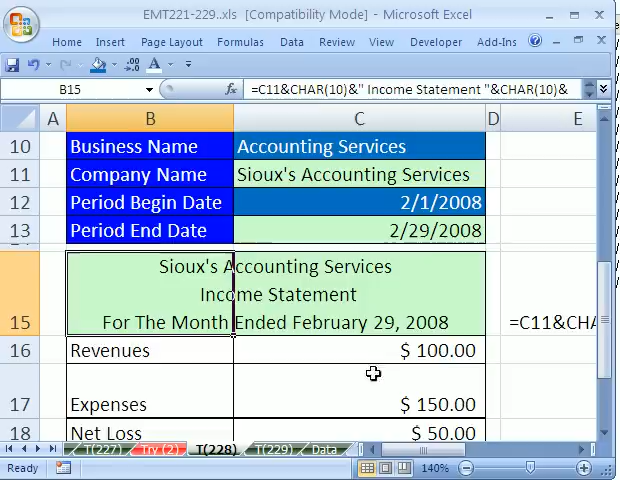 EMT221-229..xls [Compatibility Mode] - Microsoft Excel
Home Insert Page Layout Formulas Data Review View Developer Add-Ins
B15 fx =C11&CHAR(10)&" Income Statement "&CHAR(10)&
A B C D E
10 Business Name Accounting Services
11 Company Name Sioux's Accounting Services
12 Period Begin Date 2/1/2008
13 Period End Date 2/29/2008
Sioux's Accounting Services
Income Statement
15 For The Month Ended February 29, 2008 =C11&CHA
16 Revenues $ 100.00
17 Expenses $ 150.00
18 Net Loss $ 50.00
T(227) Try (2) T(228) T(229) Data
Ready 140%